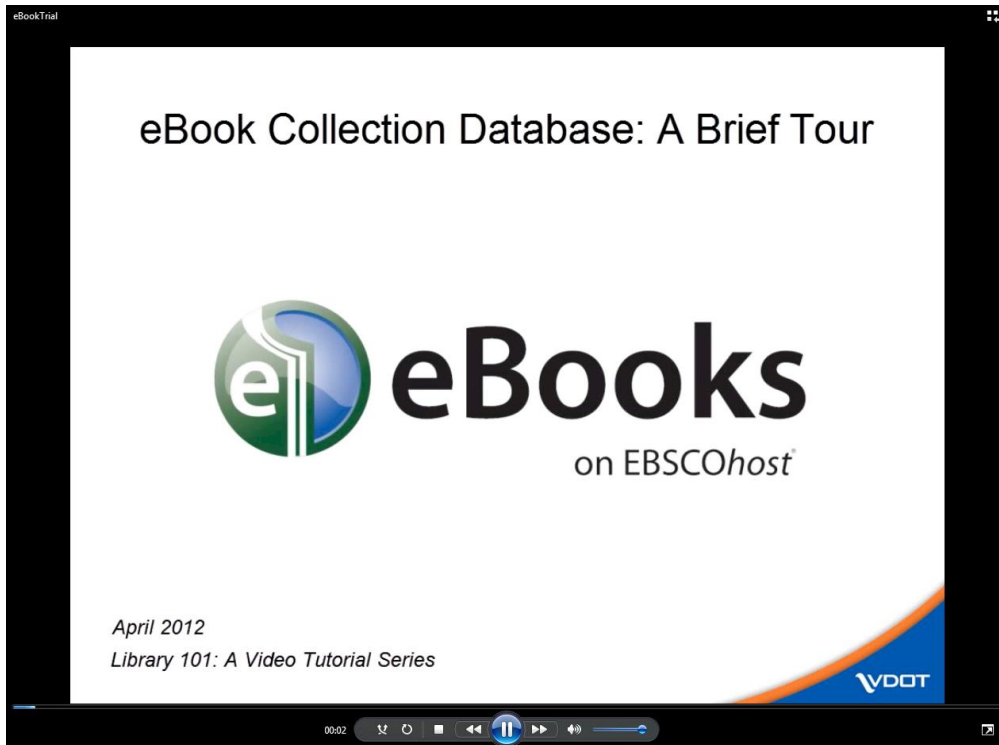 eBookTrial
eBook Collection Database: A Brief Tour
e
eBooks
on EBSCOhost
April 2012
Library 101: A Video Tutorial Series
VDOT
00:02